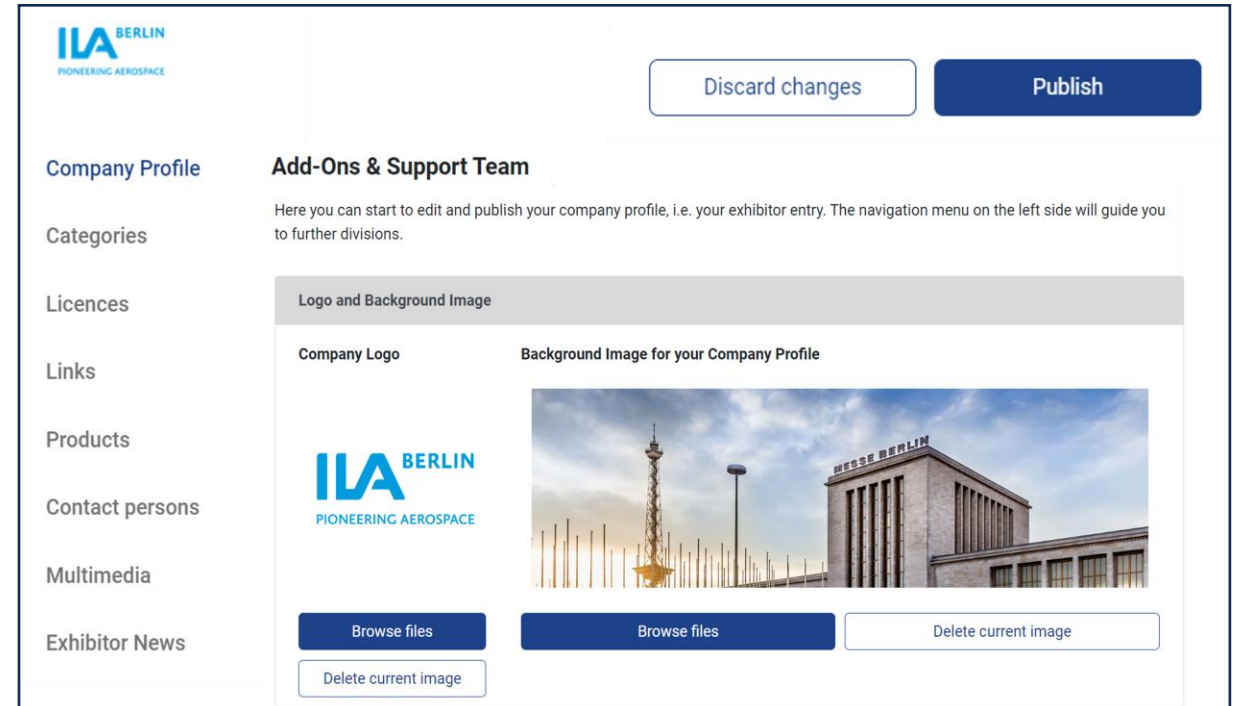 ILA BERLIN
PIONEERING AEROSPACE
Discard changes
Publish
Company Profile
Categories
Licences
Links
Products
Contact persons
Multimedia
Exhibitor News
Add-Ons & Support Team
Here you can start to edit and publish your company profile, i.e. your exhibitor entry. The navigation menu on the left side will guide you
to further divisions.
Logo and Background Image
Company Logo
Background Image for your Company Profile
ILA BERLIN
PIONEERING AEROSPACE
MESSE BERLIN
Browse files
Delete current image
Browse files
Delete current image